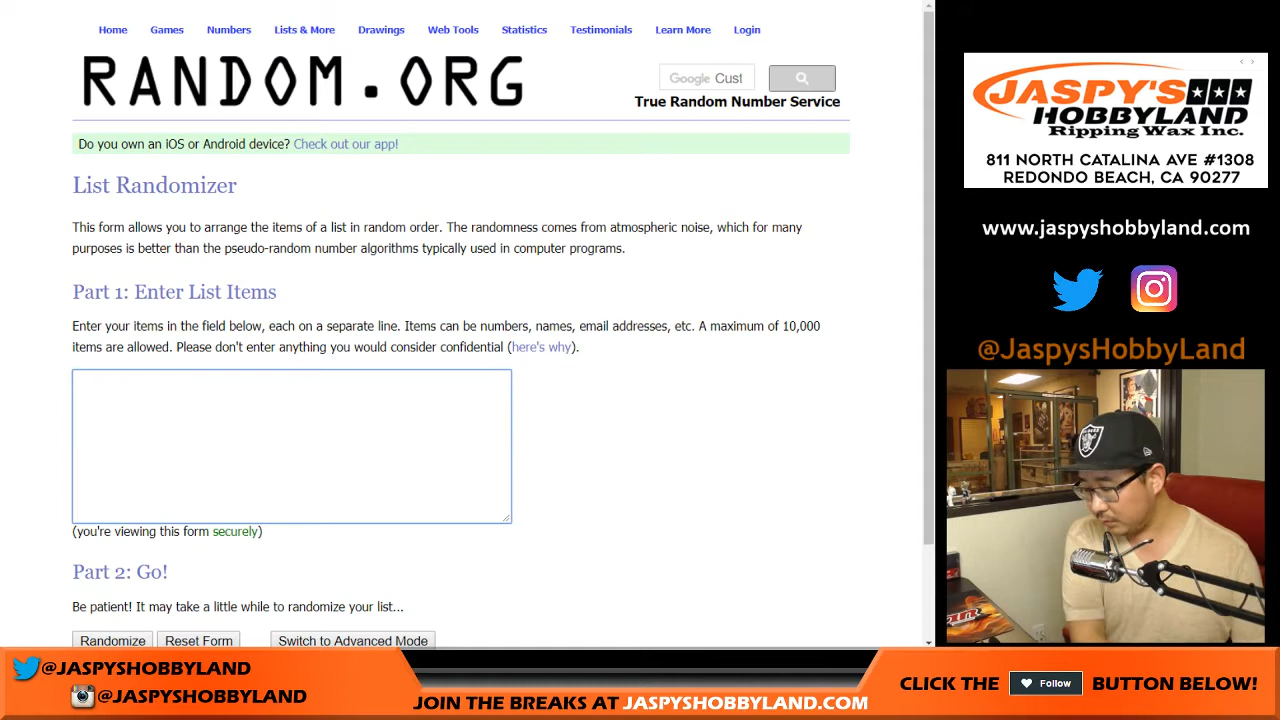 Home Games Numbers Lists & More Drawings Web Tools Statistics Testimonials Learn More Login
RANDOM.ORG
Google Cust
True Random Number Service
Do you own an iOS or Android device? Check out our app!
List Randomizer
This form allows you to arrange the items of a list in random order. The randomness comes from atmospheric noise, which for many
purposes is better than the pseudo-random number algorithms typically used in computer programs.
Part 1: Enter List Items
Enter your items in the field below, each on a separate line. Items can be numbers, names, email addresses, etc. A maximum of 10,000
items are allowed. Please don't enter anything you would consider confidential (here's why).
(you're viewing this form securely)
Part 2: Go!
Be patient! It may take a little while to randomize your list...
Randomize Reset Form Switch to Advanced Mode
JASPY'S
HOBBYLAND
Ripping Wax Inc.
811 NORTH CATALINA AVE #1308
REDONDO BEACH, CA 90277
www.jaspyshobbyland.com
@JaspysHobbyLand
@JASPYSHOBBYLAND
@JASPYSHOBBYLAND
JOIN THE BREAKS AT JASPYSHOBBYLAND.COM
CLICK THE Follow BUTTON BELOW!